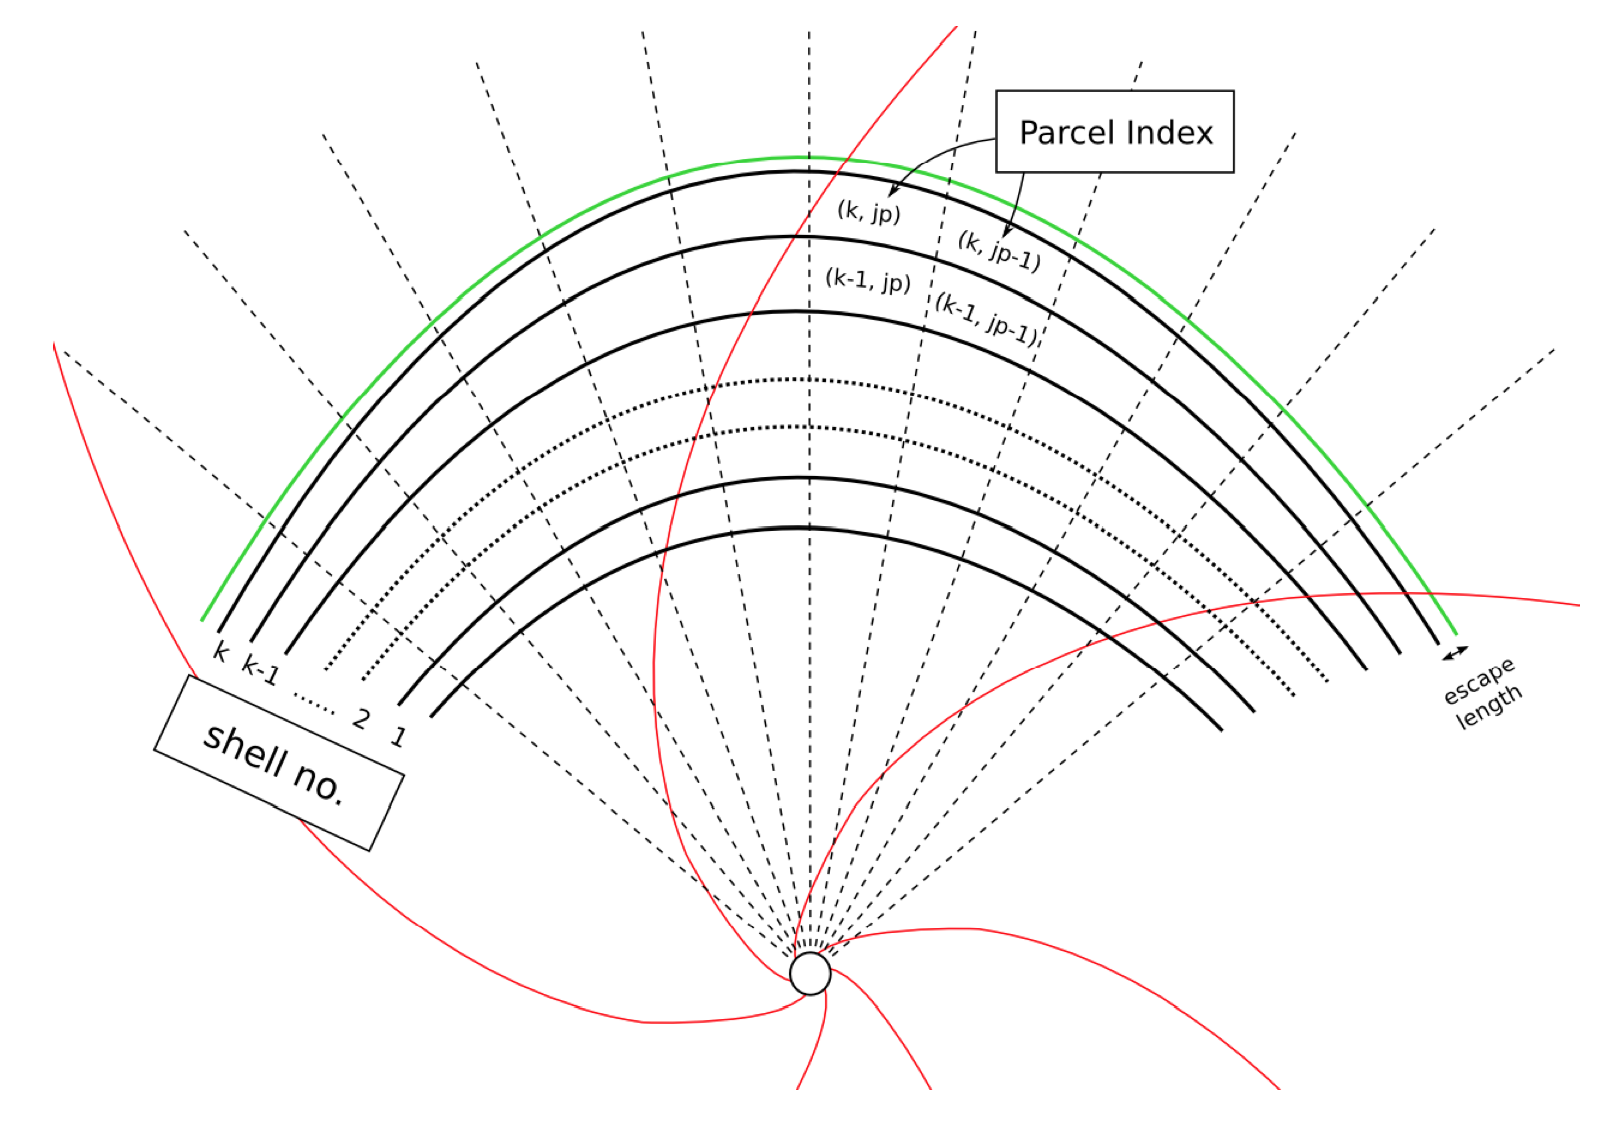 Parcel Index
(k, jp)
(k, jp-1)
(k-1, jp)
(k-1, jp-1)
k k-1 ...... 2 1
shell no.
escape
length